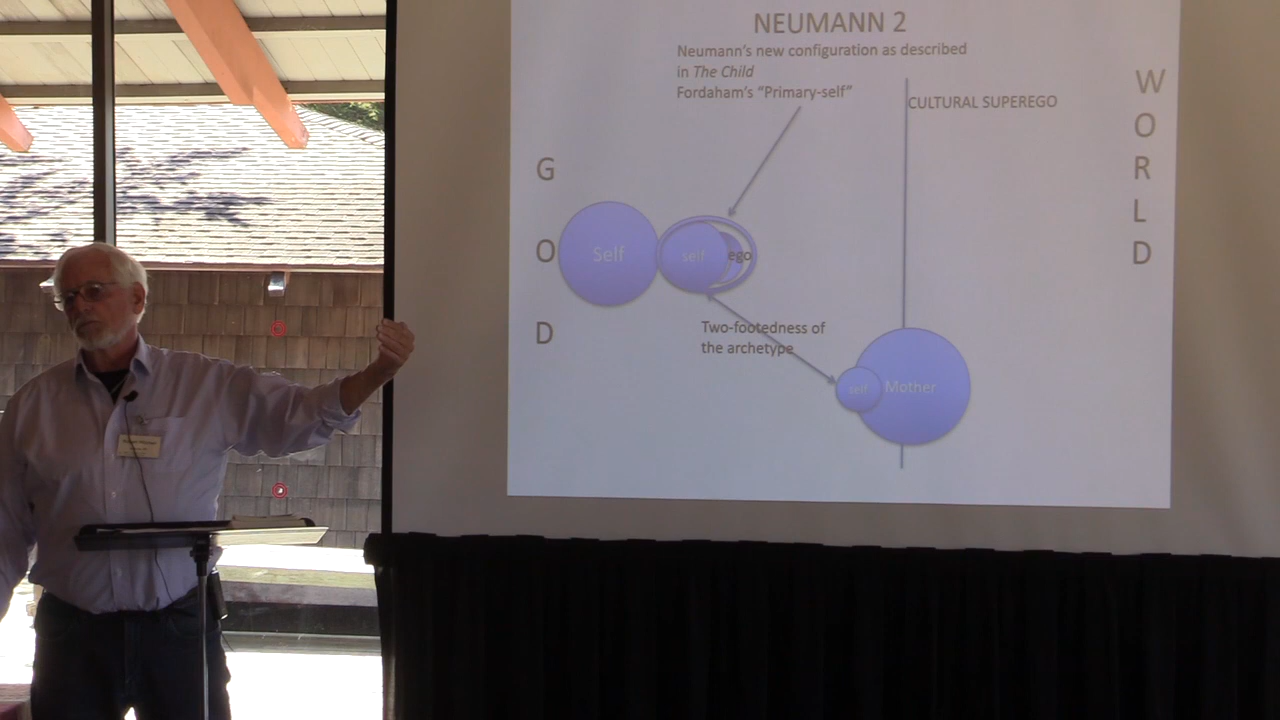 NEUMANN 2
Neumann's new configuration as described
in The Child
Fordaham's "Primary-self"
CULTURAL SUPEREGO
W
O
R
L
D
G
O
D
Self
self
ego
Two-footedness of
the archetype
self
Mother